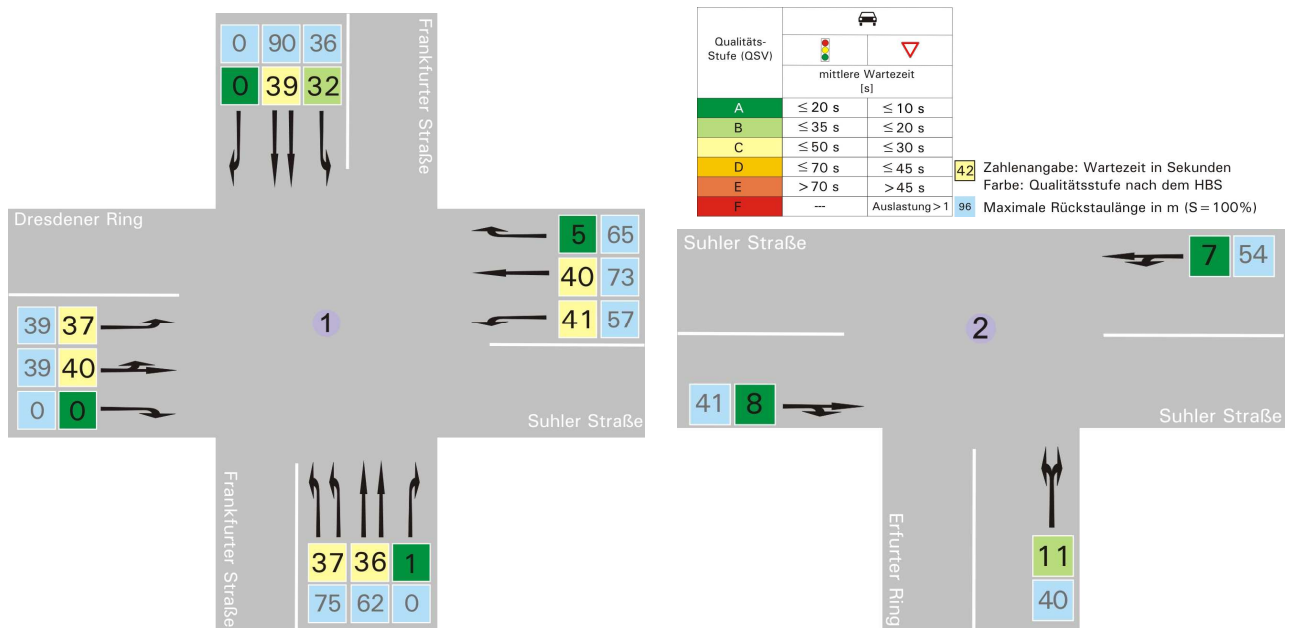 0 90 36
0 39 32
Frankfurter Straße
Dresdener Ring
5 65
40 73
41 57
39 37
39 40
0 0
1
Suhler Straße
Frankfurter Straße
37 36 1
75 62 0
Qualitäts-
Stufe (QSV)
mittlere Wartezeit
[s]
A ≤ 20 s ≤ 10 s
B ≤ 35 s ≤ 20 s
C ≤ 50 s ≤ 30 s
D ≤ 70 s ≤ 45 s
E > 70 s > 45 s
F --- Auslastung > 1
42 Zahlenangabe: Wartezeit in Sekunden
Farbe: Qualitätsstufe nach dem HBS
96 Maximale Rückstaulänge in m (S = 100%)
Suhler Straße
7 54
2
41 8
Suhler Straße
Erfurter Ring
11
40